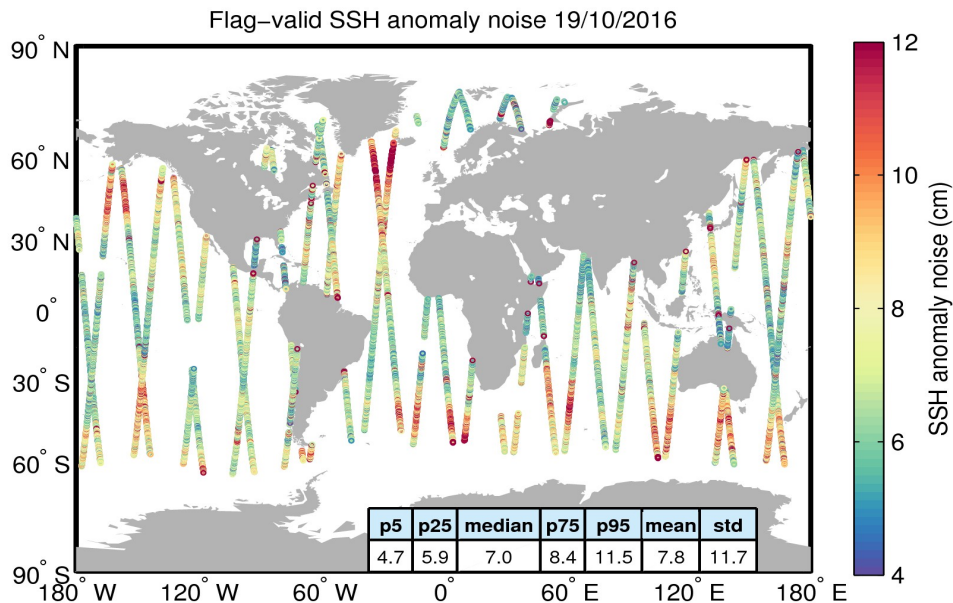 Flag−valid SSH anomaly noise 19/10/2016
90° N
60° N
30° N
0°
30° S
60° S
90° S
180° W
120° W
60° W
0°
60° E
120° E
180° E
p5 p25 median p75 p95 mean std
4.7 5.9 7.0 8.4 11.5 7.8 11.7
12
10
8
6
4
SSH anomaly noise (cm)